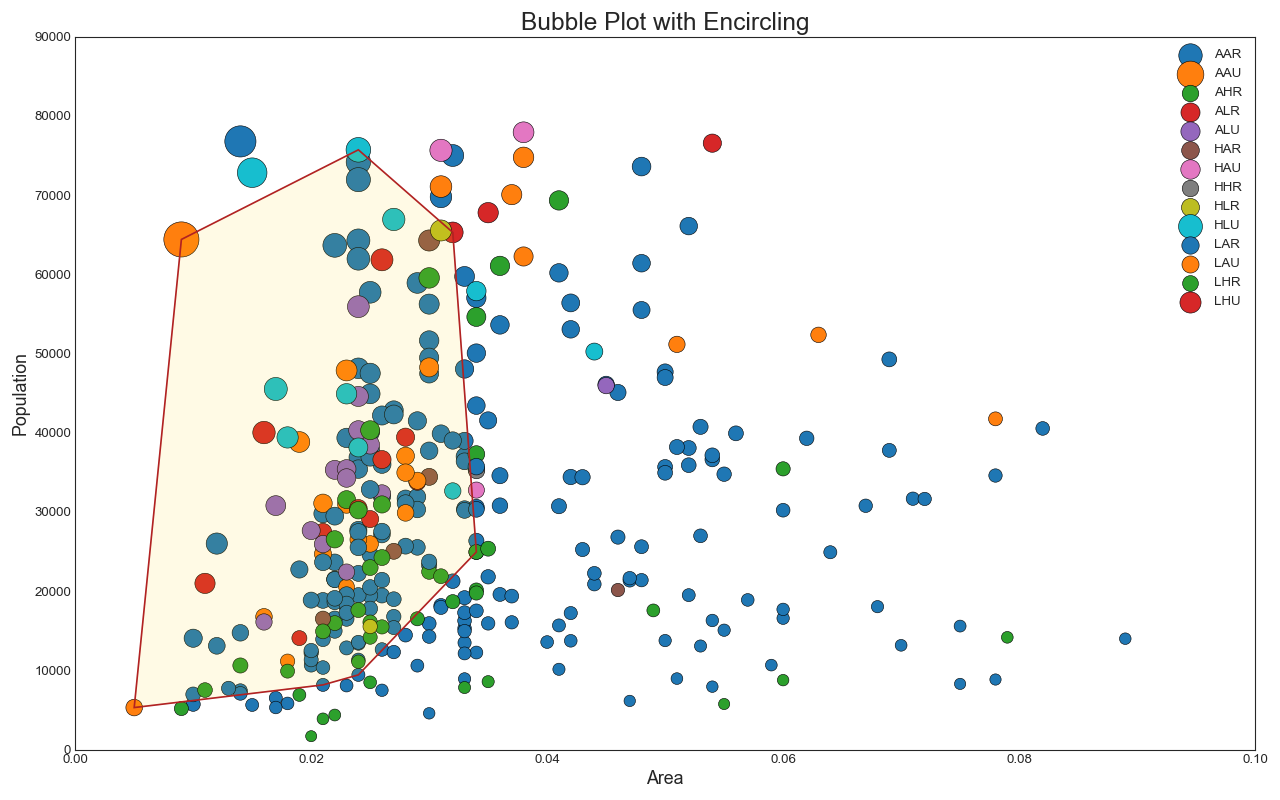 Bubble Plot with Encircling
90000
80000
70000
60000
50000
40000
30000
20000
10000
0
Population
0.00 0.02 0.04 0.06 0.08 0.10
Area
AAR
AAU
AHR
ALR
ALU
HAR
HAU
HHR
HLR
HLU
LAR
LAU
LHR
LHU